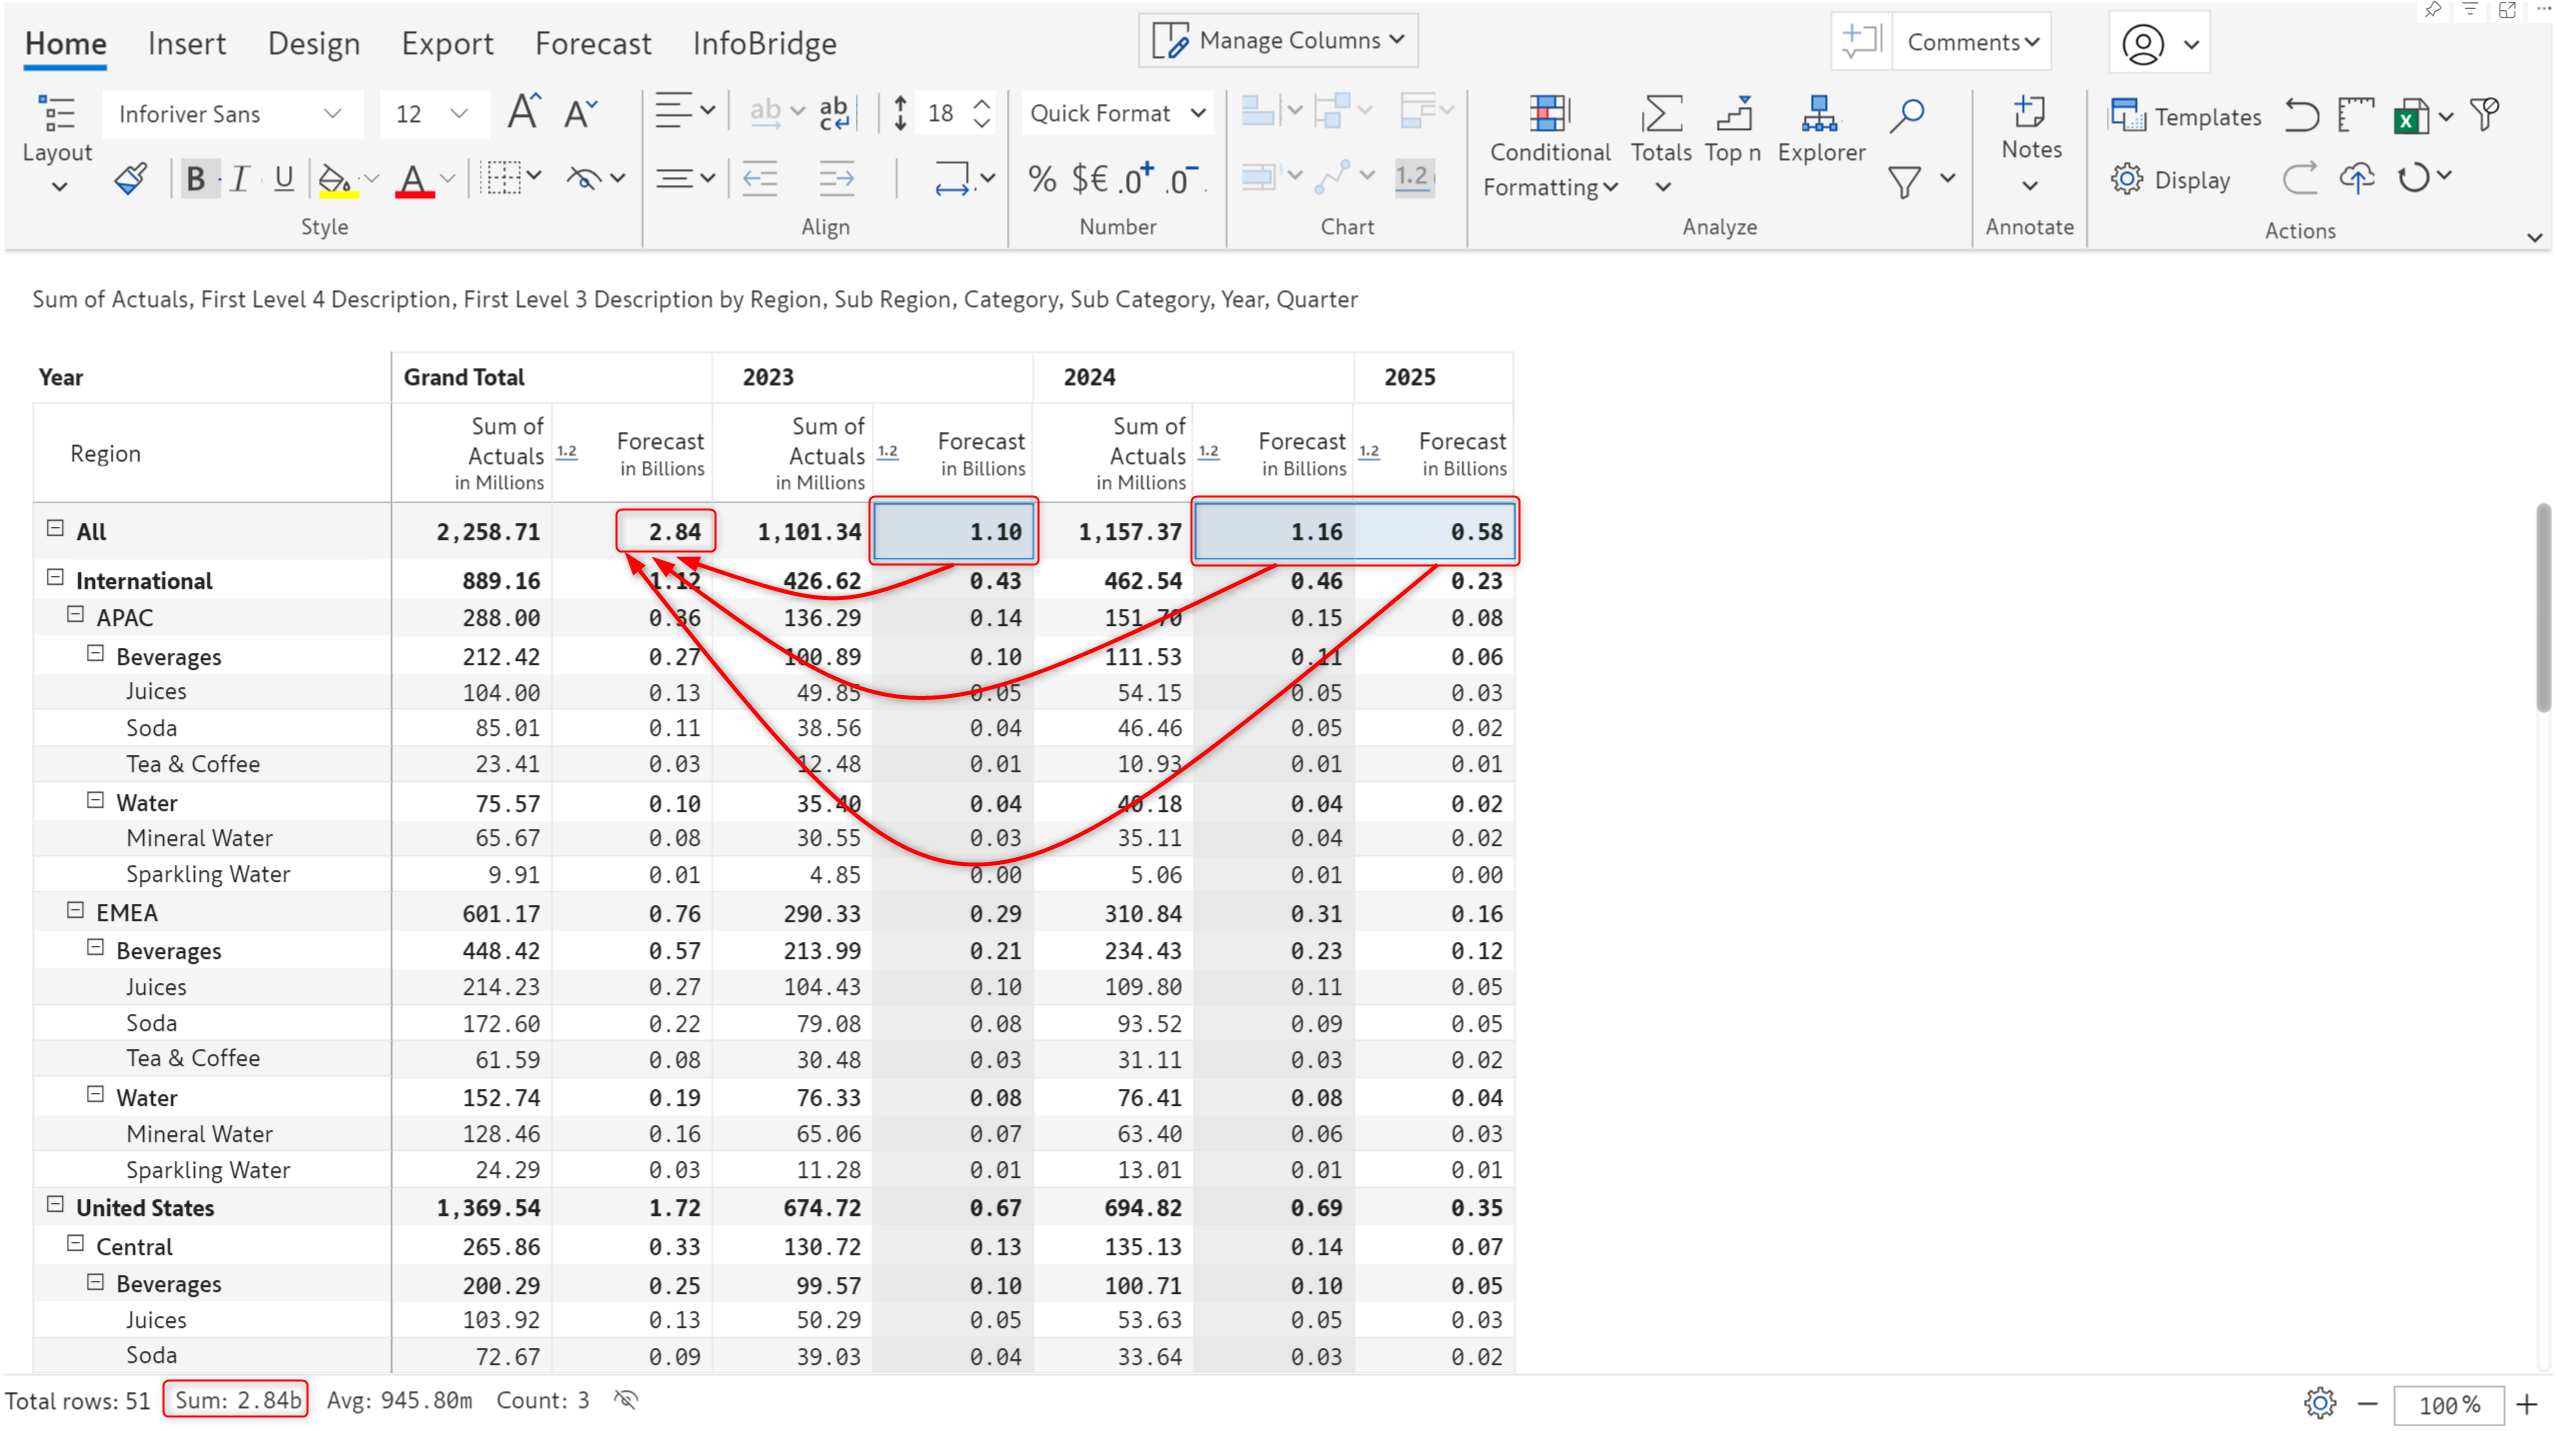 Home Insert Design Export Forecast InfoBridge Manage Columns Comments
Inforiver Sans 12 18 Quick Format
Layout Conditional Formatting Totals Top n Explorer Notes Templates
B I U A % $€ .0+ .0- 1.2 Display
Style Align Number Chart Analyze Annotate Actions
Sum of Actuals, First Level 4 Description, First Level 3 Description by Region, Sub Region, Category, Sub Category, Year, Quarter
Year Grand Total 2023 2024 2025
Region Sum of Actuals in Millions 1.2 Forecast in Billions Sum of Actuals in Millions 1.2 Forecast in Billions Sum of Actuals in Millions 1.2 Forecast in Billions 1.2 Forecast in Billions
All 2,258.71 2.84 1,101.34 1.10 1,157.37 1.16 0.58
International 889.16 1.12 426.62 0.43 462.54 0.46 0.23
APAC 288.00 0.36 136.29 0.14 151.70 0.15 0.08
Beverages 212.42 0.27 100.89 0.10 111.53 0.11 0.06
Juices 104.00 0.13 49.85 0.05 54.15 0.05 0.03
Soda 85.01 0.11 38.56 0.04 46.46 0.05 0.02
Tea & Coffee 23.41 0.03 12.48 0.01 10.93 0.01 0.01
Water 75.57 0.10 35.40 0.04 40.18 0.04 0.02
Mineral Water 65.67 0.08 30.55 0.03 35.11 0.04 0.02
Sparkling Water 9.91 0.01 4.85 0.00 5.06 0.01 0.00
EMEA 601.17 0.76 290.33 0.29 310.84 0.31 0.16
Beverages 448.42 0.57 213.99 0.21 234.43 0.23 0.12
Juices 214.23 0.27 104.43 0.10 109.80 0.11 0.05
Soda 172.60 0.22 79.08 0.08 93.52 0.09 0.05
Tea & Coffee 61.59 0.08 30.48 0.03 31.11 0.03 0.02
Water 152.74 0.19 76.33 0.08 76.41 0.08 0.04
Mineral Water 128.46 0.16 65.06 0.07 63.40 0.06 0.03
Sparkling Water 24.29 0.03 11.28 0.01 13.01 0.01 0.01
United States 1,369.54 1.72 674.72 0.67 694.82 0.69 0.35
Central 265.86 0.33 130.72 0.13 135.13 0.14 0.07
Beverages 200.29 0.25 99.57 0.10 100.71 0.10 0.05
Juices 103.92 0.13 50.29 0.05 53.63 0.05 0.03
Soda 72.67 0.09 39.03 0.04 33.64 0.03 0.02
Total rows: 51 Sum: 2.84b Avg: 945.80m Count: 3 100%